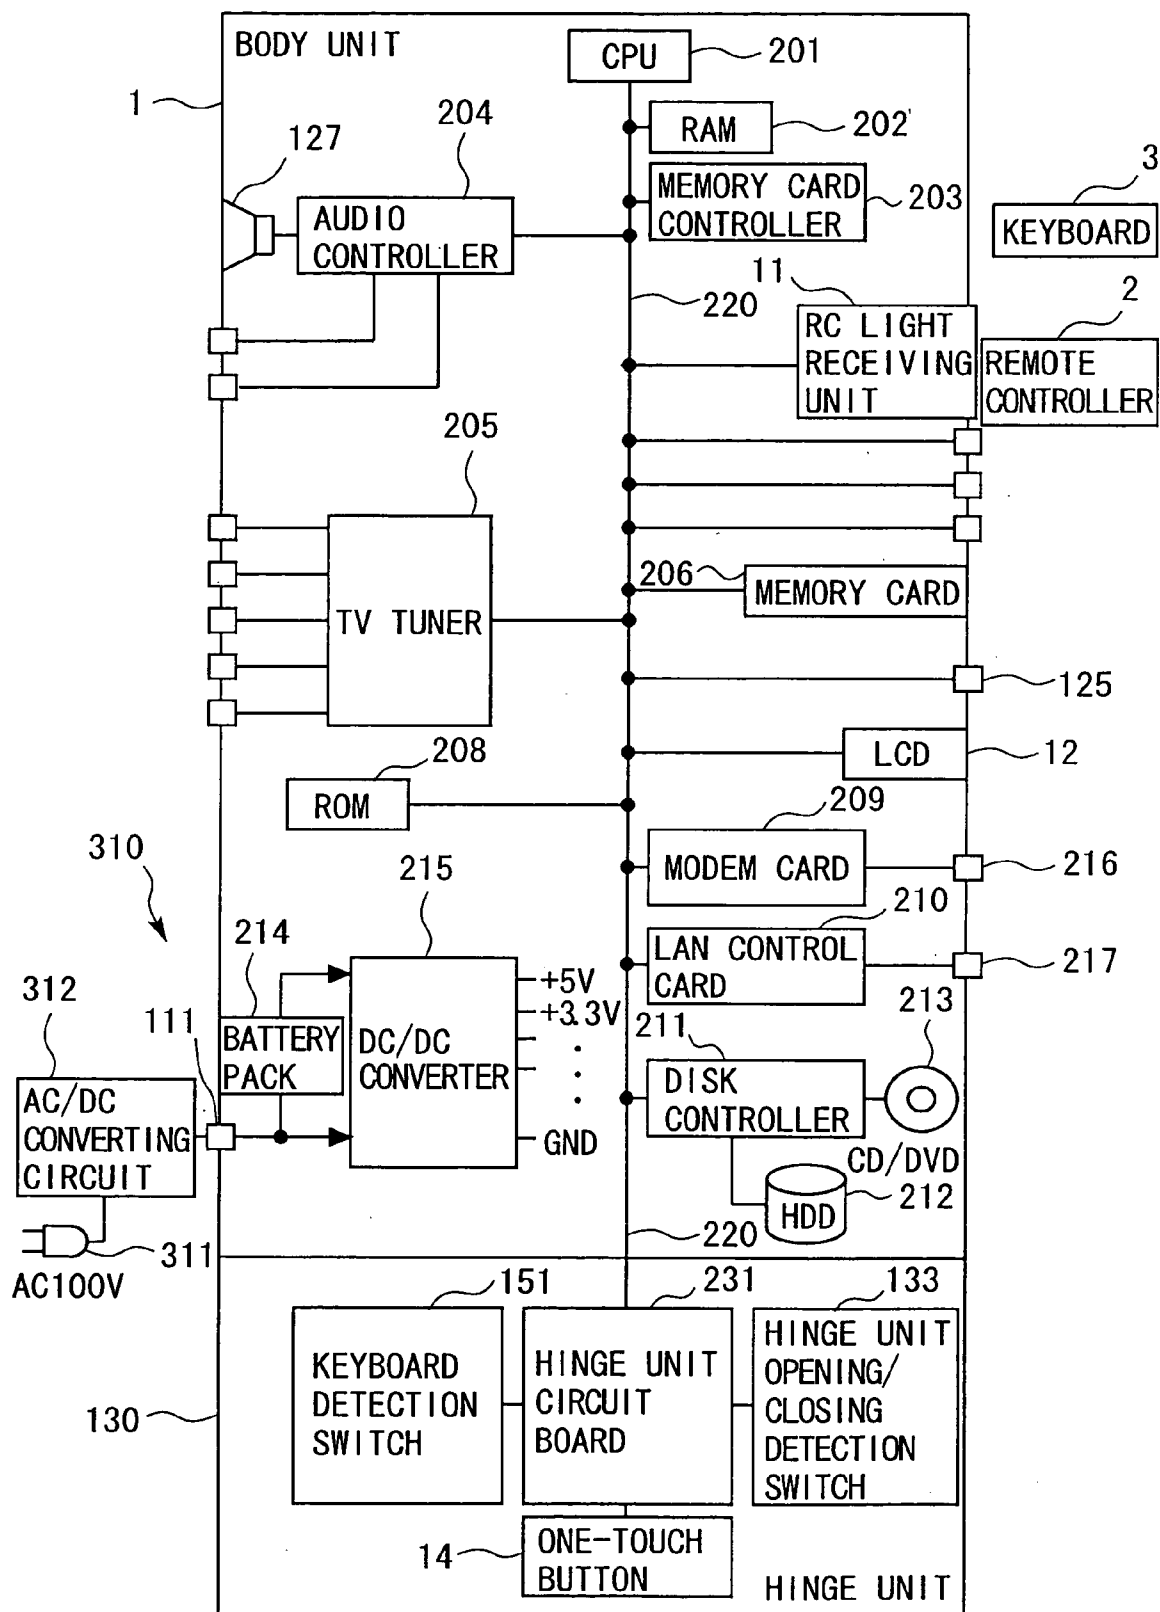 BODY UNIT
CPU
201
1
204
RAM
202'
127
3
MEMORY CARD
CONTROLLER
203
AUDIO
CONTROLLER
KEYBOARD
11
220
2
RC LIGHT
RECEIVING
UNIT
REMOTE
CONTROLLER
205
206
MEMORY CARD
TV TUNER
125
208
LCD
12
ROM
209
310
215
MODEM CARD
216
214
210
LAN CONTROL
CARD
217
312
111
+5V
+3.3V
213
BATTERY
PACK
DC/DC
CONVERTER
211
DISK
CONTROLLER
AC/DC
CONVERTING
CIRCUIT
GND
CD/DVD
HDD
212
311
220
AC100V
151
231
133
KEYBOARD
DETECTION
SWITCH
HINGE UNIT
CIRCUIT
BOARD
HINGE UNIT
OPENING/
CLOSING
DETECTION
SWITCH
130
14
ONE-TOUCH
BUTTON
HINGE UNIT